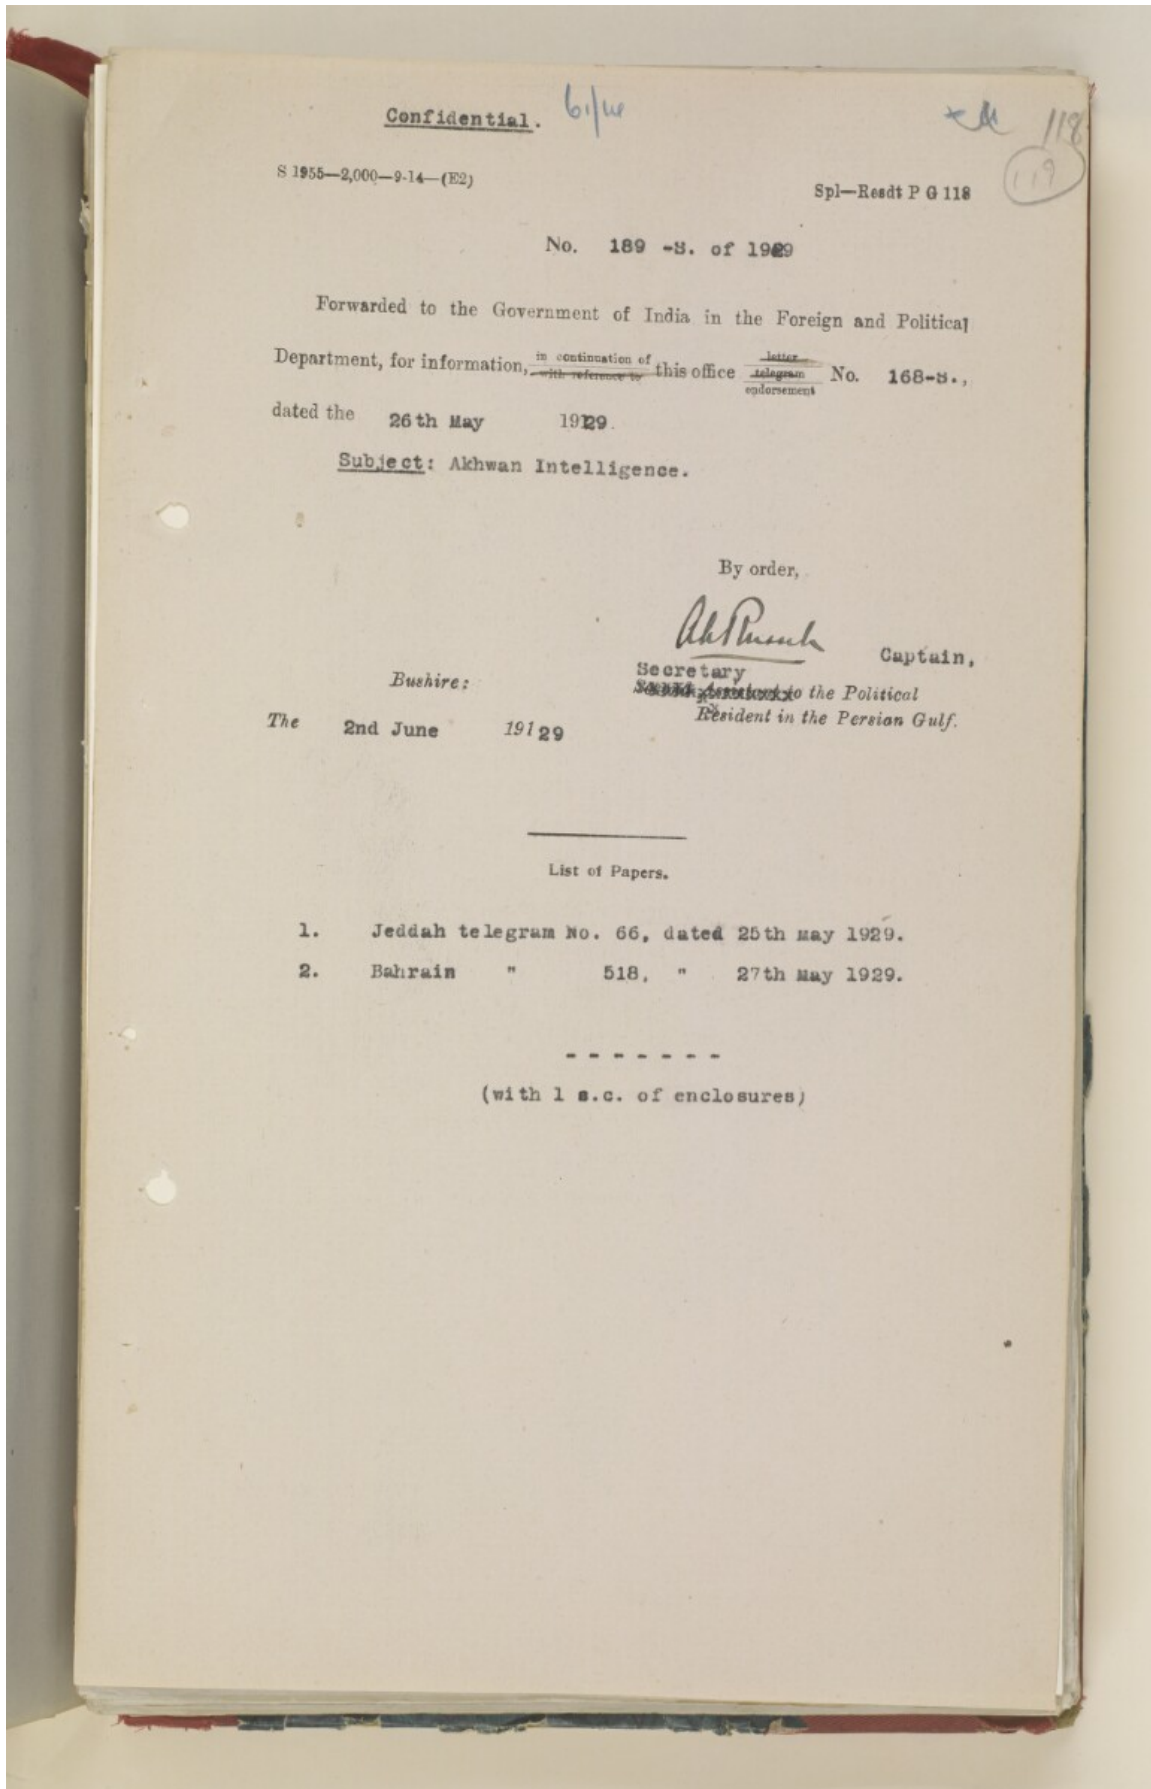 Confidential.
61/14
118
119
S 1955—2,000—9-14—(E2)
Spl—Resdt P G 118
No. 189 -S. of 1929
Forwarded to the Government of India in the Foreign and Political
Department, for information, in continuation of with reference to this office letter telegram endorsement No. 168-S.,
dated the 26th May 1929.
Subject: Akhwan Intelligence.
By order,
Captain,
Secretary
Bushire:
to the Political
Resident in the Persian Gulf.
The 2nd June 19129
List of Papers.
1. Jeddah telegram No. 66, dated 25th May 1929.
2. Bahrain " 518, " 27th May 1929.
- - - - - - -
(with 1 s.c. of enclosures)